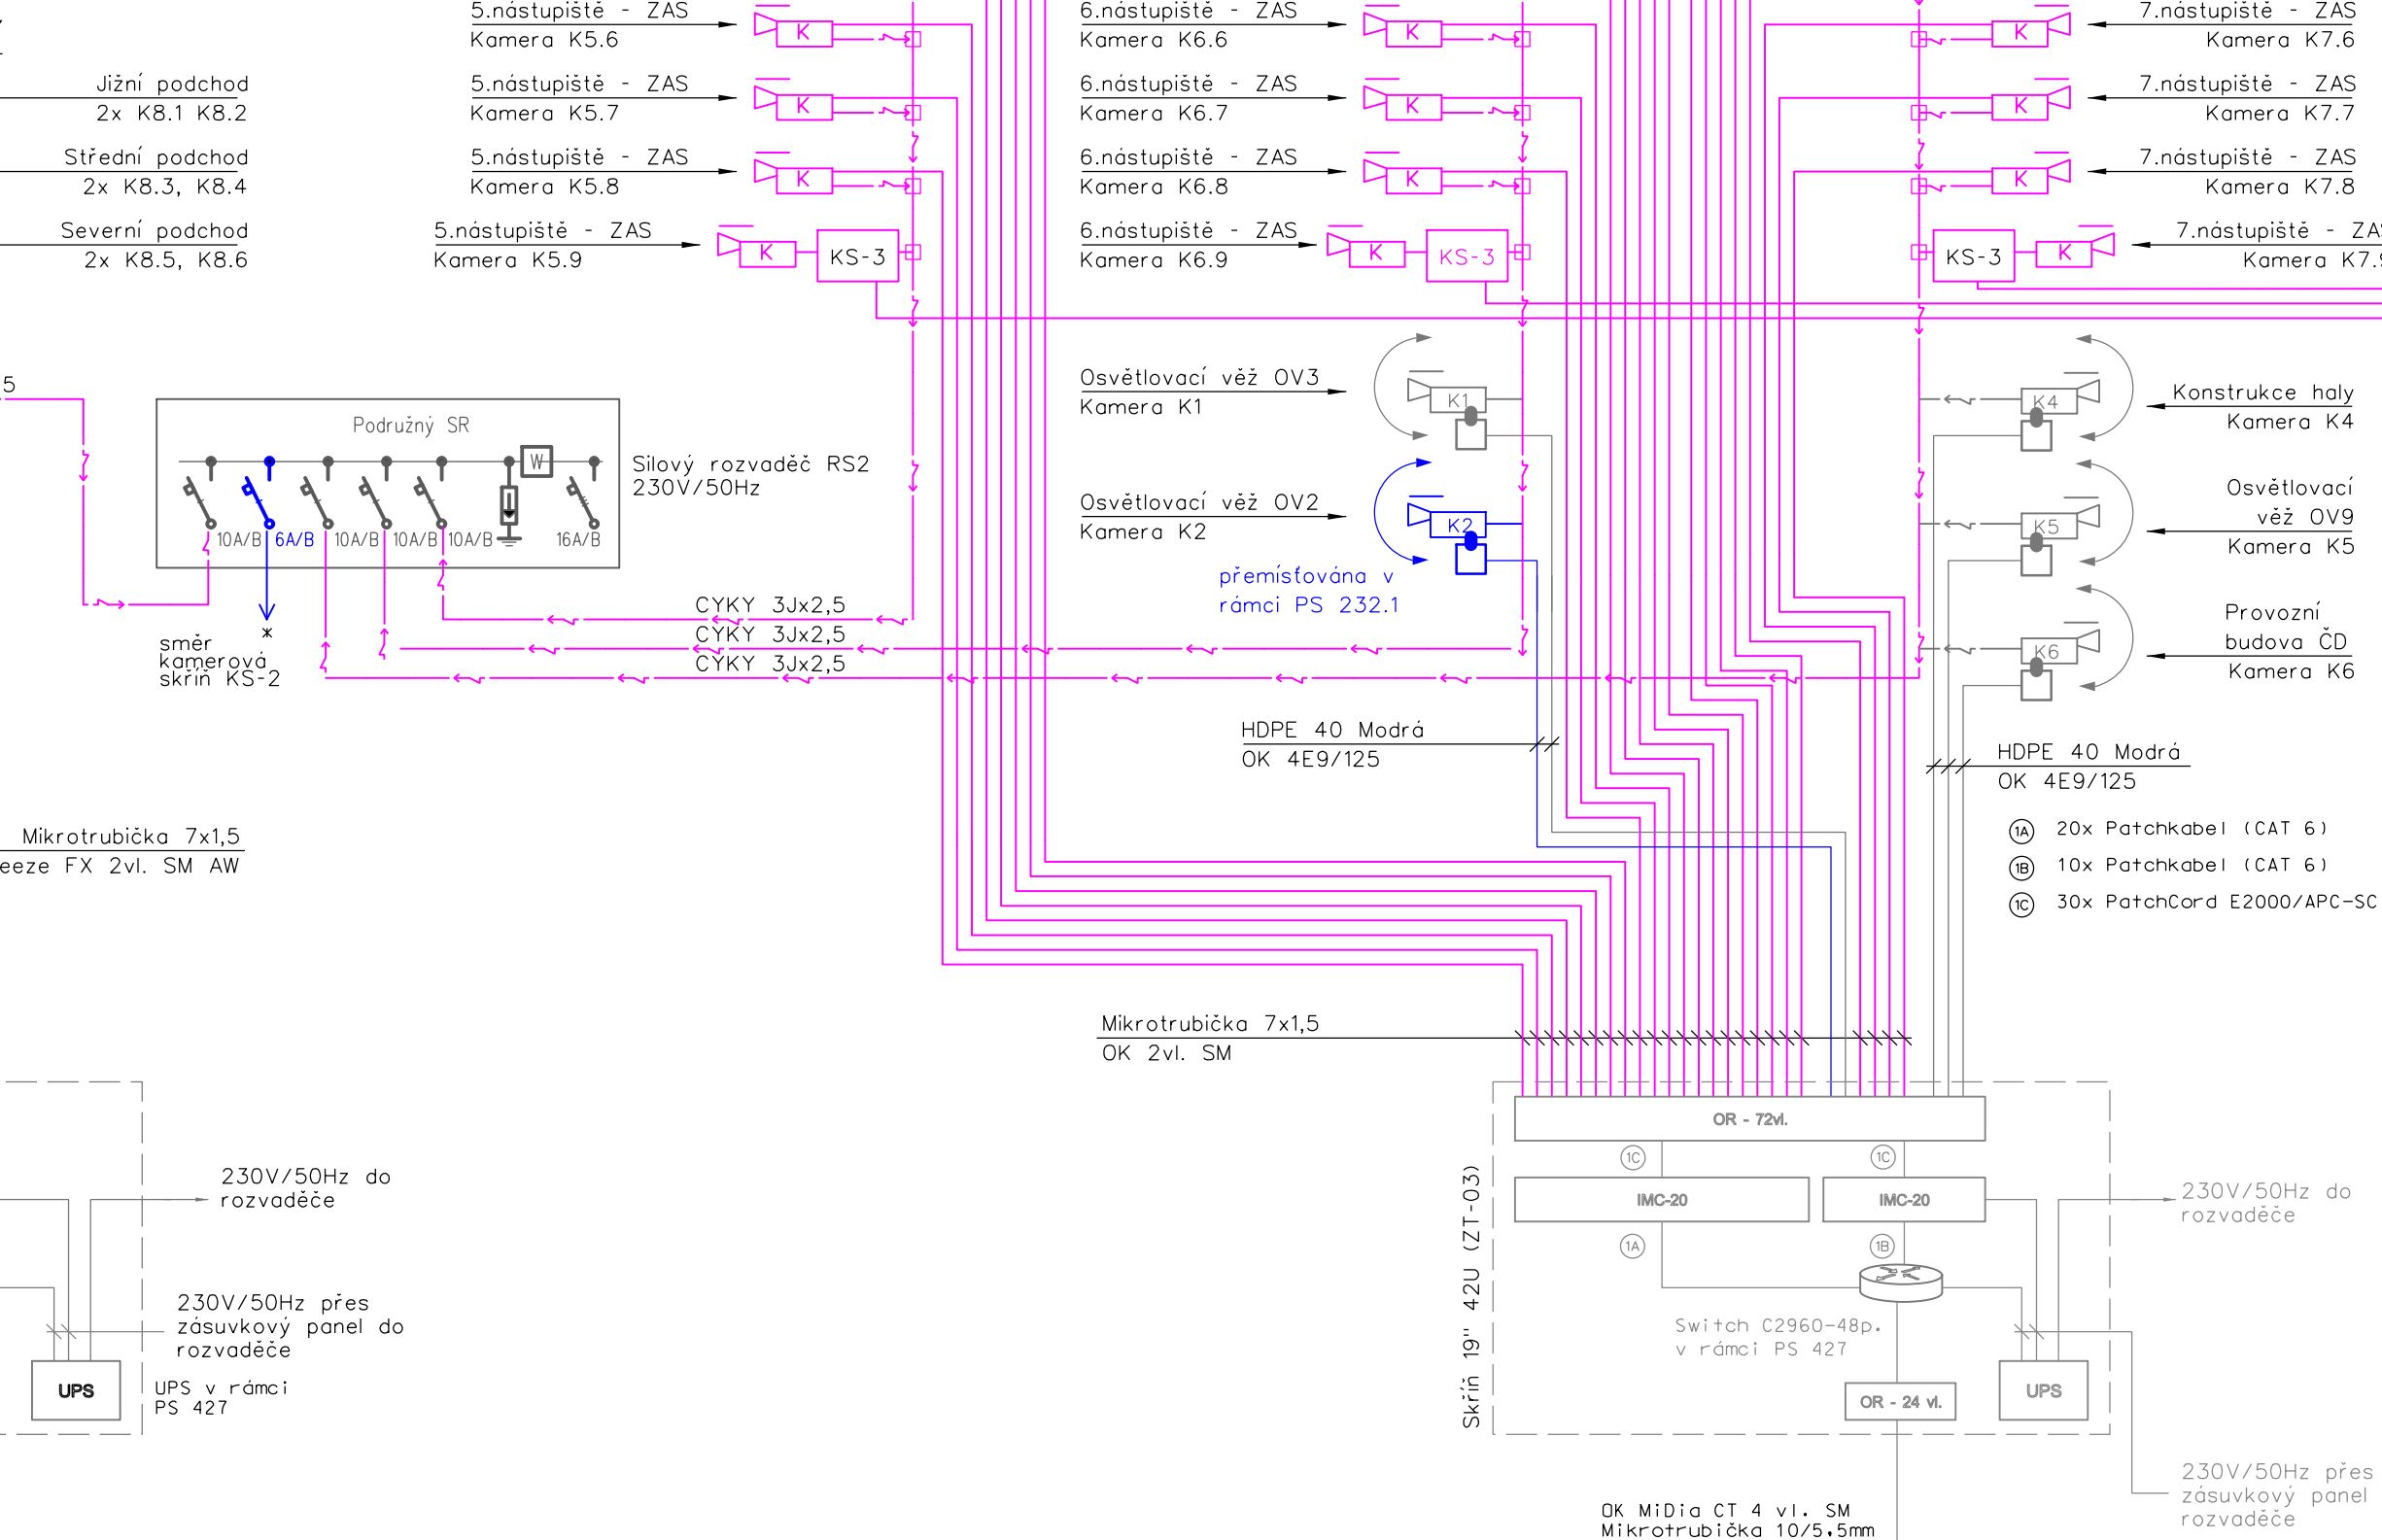 5.nástupiště - ZAS
Kamera K5.6
6.nástupiště - ZAS
Kamera K6.6
7.nástupiště - ZAS
Kamera K7.6
Jižní podchod
2x K8.1 K8.2
5.nástupiště - ZAS
Kamera K5.7
6.nástupiště - ZAS
Kamera K6.7
7.nástupiště - ZAS
Kamera K7.7
Střední podchod
2x K8.3, K8.4
5.nástupiště - ZAS
Kamera K5.8
6.nástupiště - ZAS
Kamera K6.8
7.nástupiště - ZAS
Kamera K7.8
Severní podchod
2x K8.5, K8.6
5.nástupiště - ZAS
Kamera K5.9
6.nástupiště - ZAS
Kamera K6.9
7.nástupiště - ZAS
Kamera K7.9
K
K
K
K
K
K
K
K
K
K
K
K
KS-3
KS-3
KS-3
5
Podružný SR
W
10A/B
6A/B
10A/B
10A/B
10A/B
16A/B
Silový rozvaděč RS2
230V/50Hz
směr
kamerová
skříň KS-2
*
CYKY 3Jx2,5
CYKY 3Jx2,5
CYKY 3Jx2,5
Osvětlovací věž OV3
Kamera K1
K1
Osvětlovací věž OV2
Kamera K2
K2
přemísťována v
rámci PS 232.1
Konstrukce haly
Kamera K4
K4
Osvětlovací
věž OV9
Kamera K5
K5
Provozní
budova ČD
Kamera K6
K6
HDPE 40 Modrá
OK 4E9/125
HDPE 40 Modrá
OK 4E9/125
1A 20x Patchkabel (CAT 6)
1B 10x Patchkabel (CAT 6)
1C 30x PatchCord E2000/APC-SC
Mikrotrubička 7x1,5
eeze FX 2vl. SM AW
Mikrotrubička 7x1,5
OK 2vl. SM
230V/50Hz do
rozvaděče
230V/50Hz přes
zásuvkový panel do
rozvaděče
UPS
UPS v rámci
PS 427
Skříň 19" 42U (ZT-03)
OR - 72vl.
1C
1C
IMC-20
IMC-20
1A
1B
Switch C2960-48p.
v rámci PS 427
OR - 24 vl.
UPS
230V/50Hz do
rozvaděče
230V/50Hz přes
zásuvkový panel
rozvaděče
OK MiDia CT 4 vl. SM
Mikrotrubička 10/5,5mm